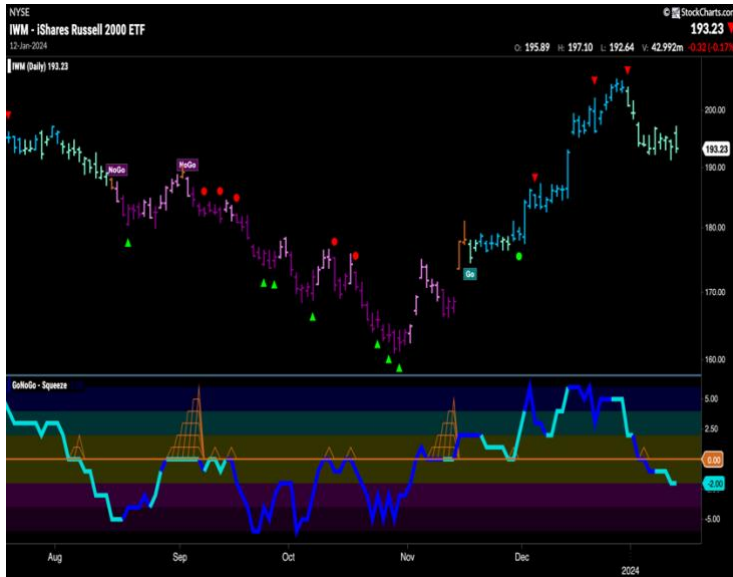 NYSE
© StockCharts.com
IWM - iShares Russell 2000 ETF
193.23
12-Jan-2024
O: 195.89 H: 197.10 L: 192.64 V: 42.992m -0.32 (-0.17%
IWM (Daily) 193.23
200.00
193.23
190.00
180.00
170.00
160.00
NoGo
NoGo
Go
GoNoGo - Squeeze
5.00
2.50
0.00
-2.00
-5.00
Aug Sep Oct Nov Dec
2024